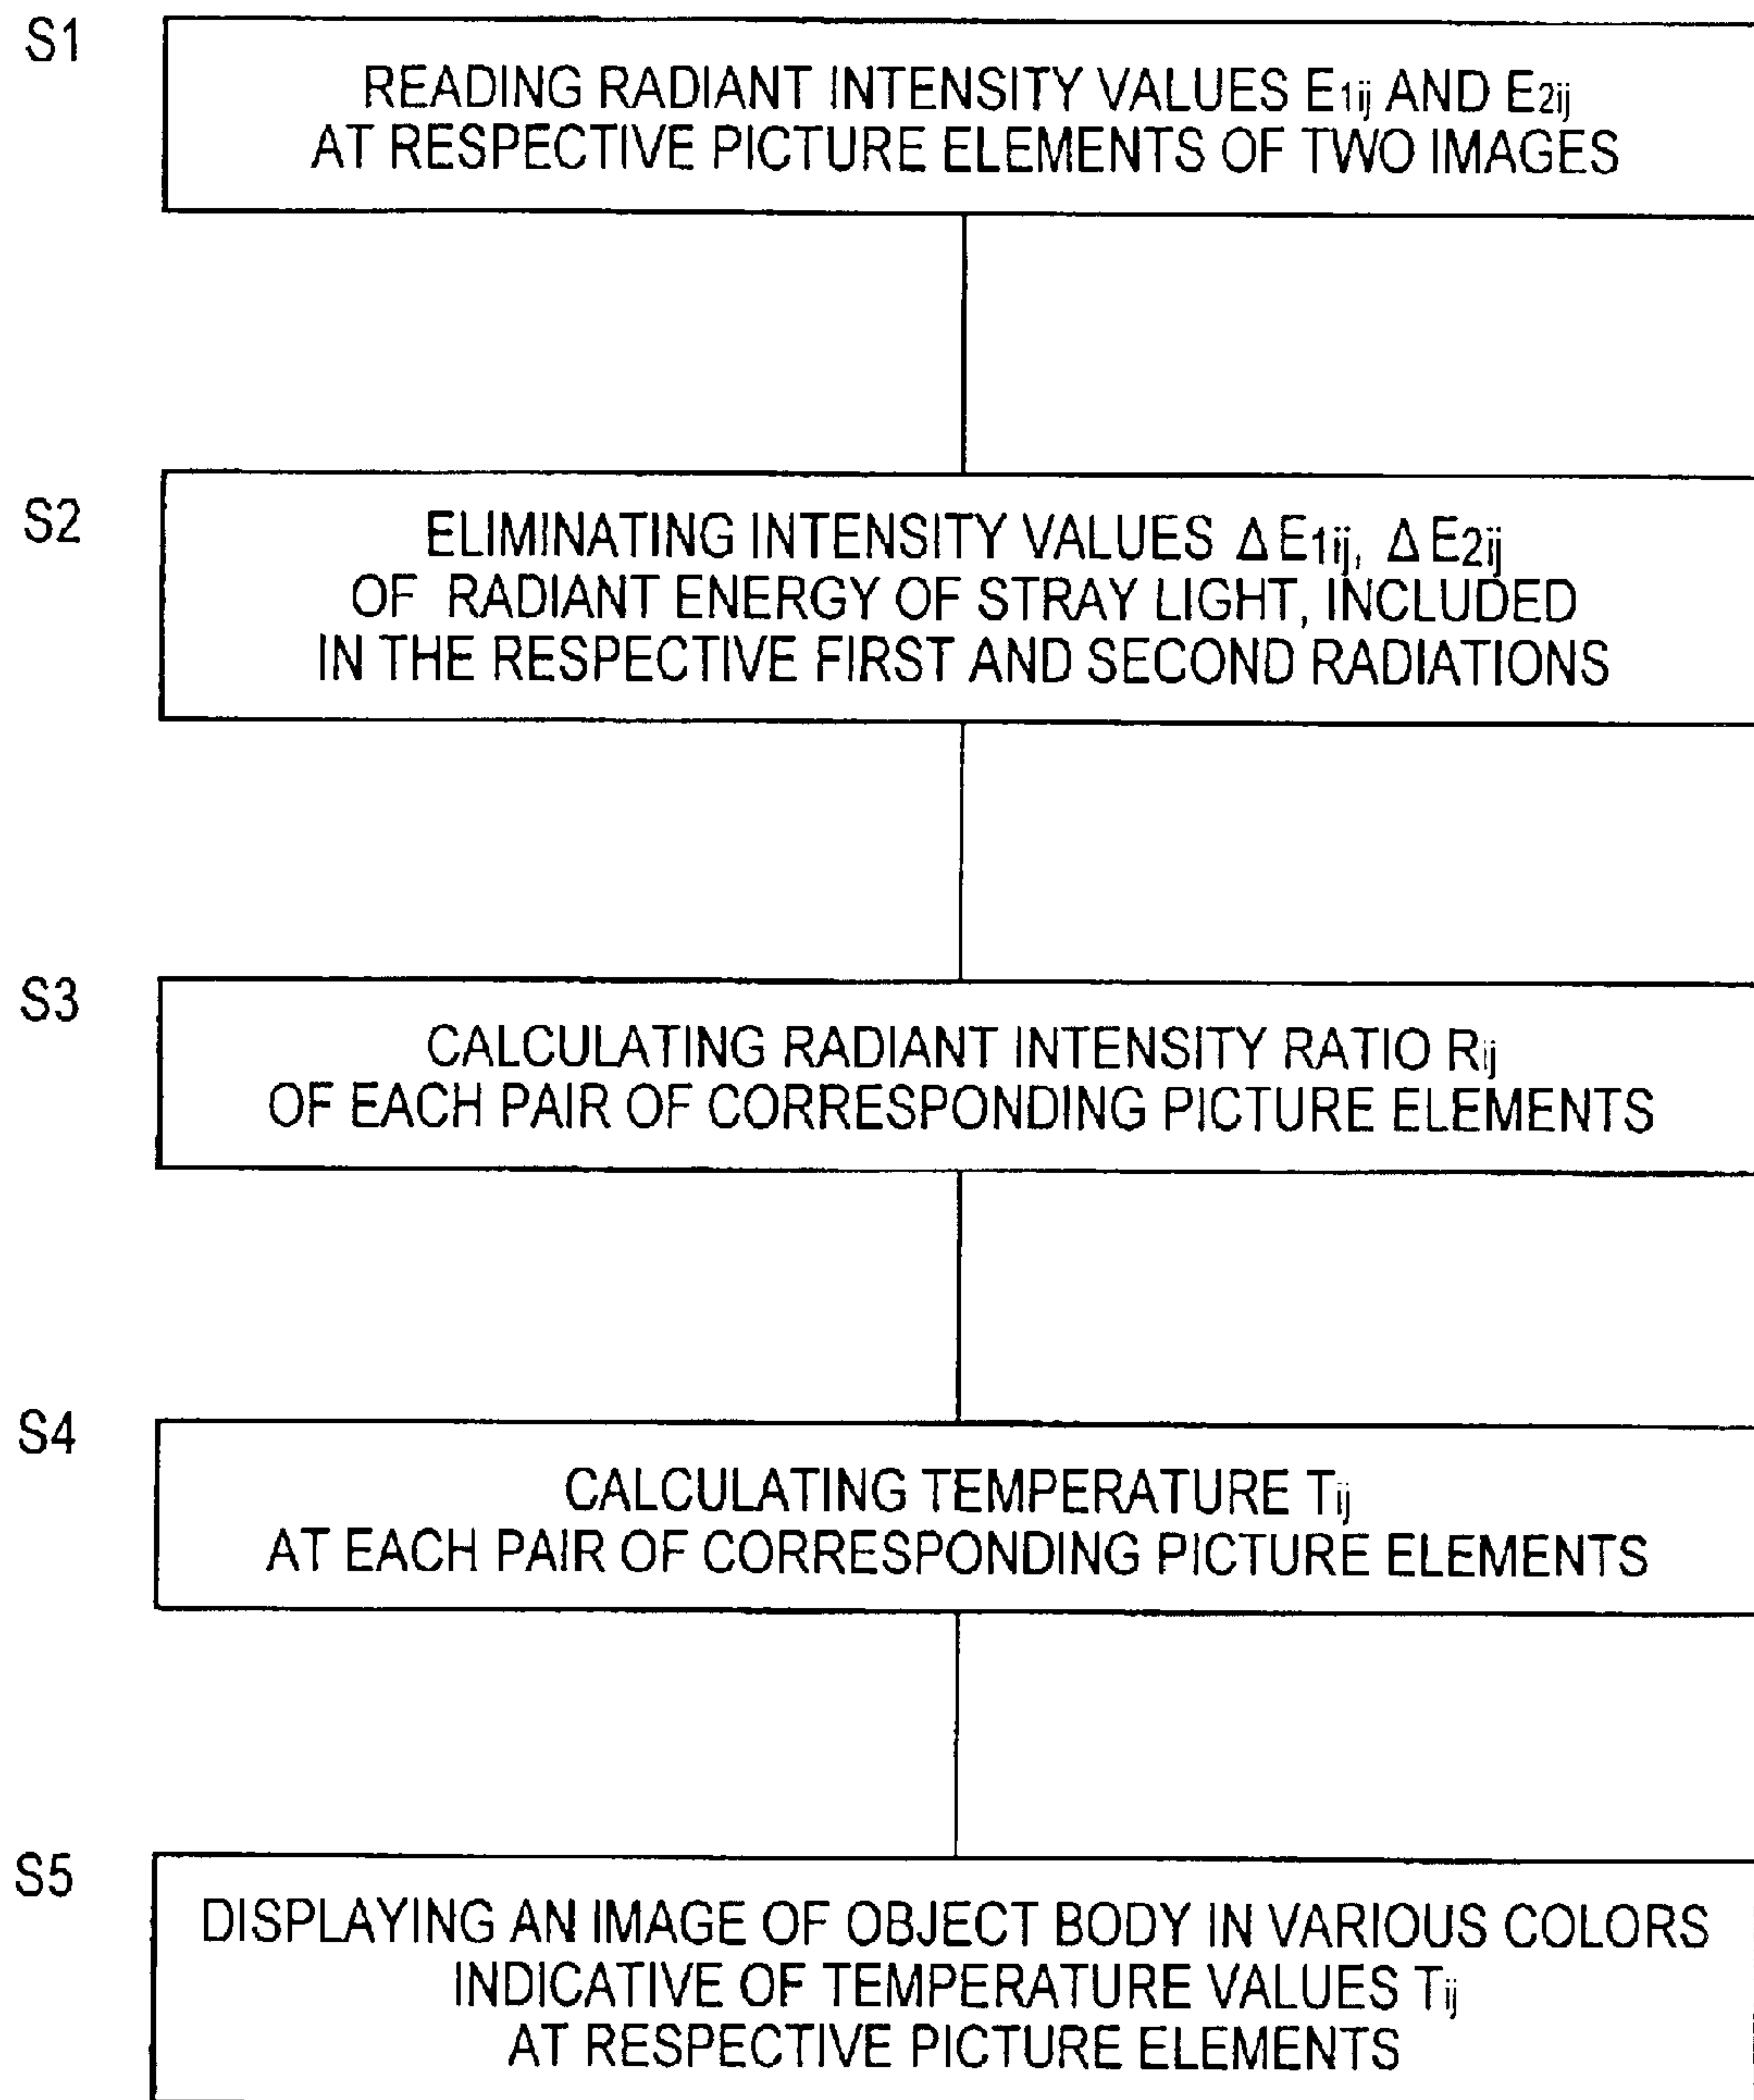 S1
READING RADIANT INTENSITY VALUES E1ij AND E2ij
AT RESPECTIVE PICTURE ELEMENTS OF TWO IMAGES
S2
ELIMINATING INTENSITY VALUES ΔE1ij, ΔE2ij
OF RADIANT ENERGY OF STRAY LIGHT, INCLUDED
IN THE RESPECTIVE FIRST AND SECOND RADIATIONS
S3
CALCULATING RADIANT INTENSITY RATIO Rij
OF EACH PAIR OF CORRESPONDING PICTURE ELEMENTS
S4
CALCULATING TEMPERATURE Tij
AT EACH PAIR OF CORRESPONDING PICTURE ELEMENTS
S5
DISPLAYING AN IMAGE OF OBJECT BODY IN VARIOUS COLORS
INDICATIVE OF TEMPERATURE VALUES Tij
AT RESPECTIVE PICTURE ELEMENTS